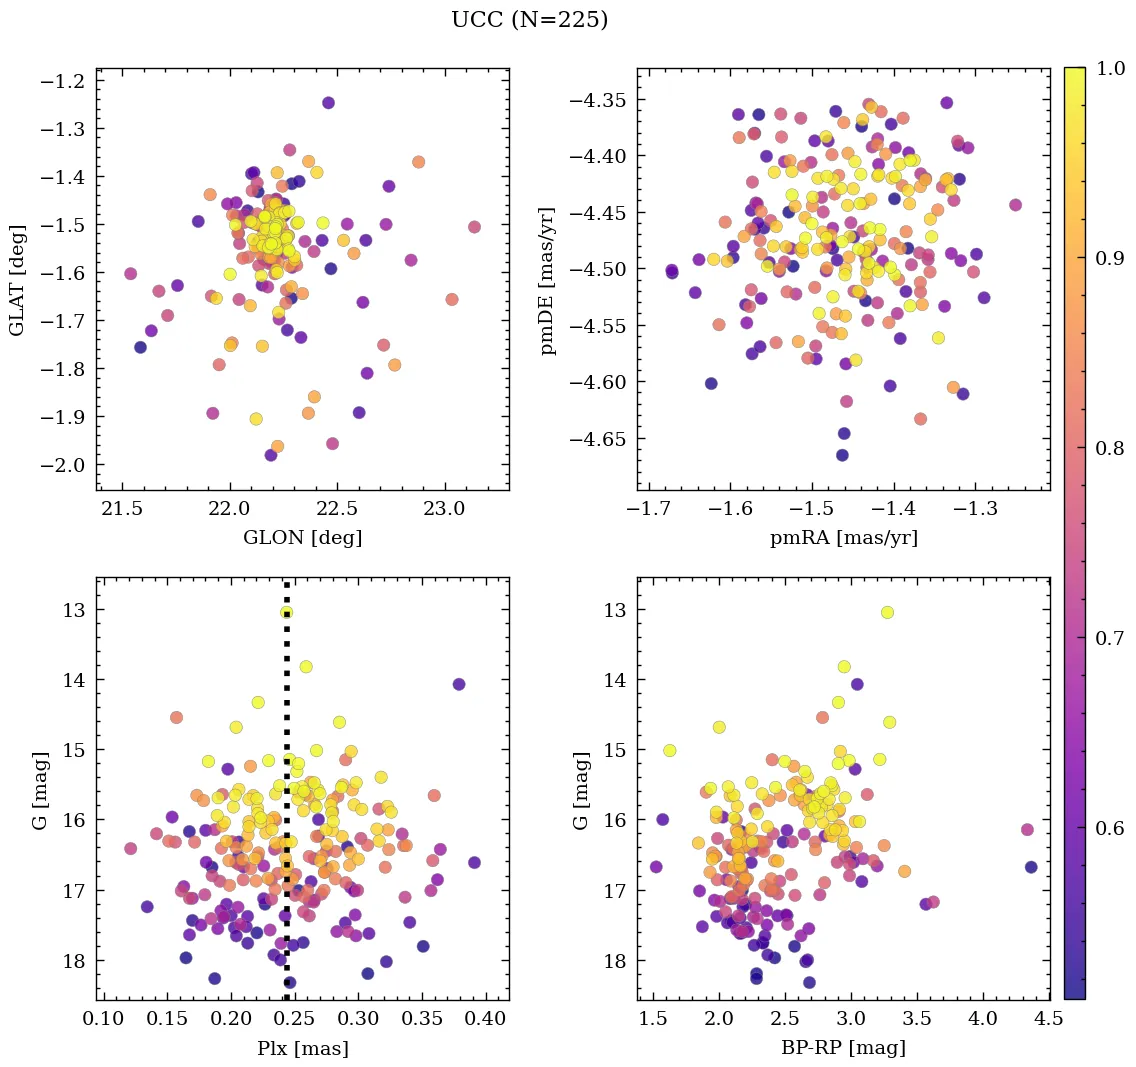 UCC (N=225)
−1.2
−1.3
−1.4
−1.5
−1.6
−1.7
−1.8
−1.9
−2.0
GLAT [deg]
21.5 22.0 22.5 23.0
GLON [deg]
−4.35
−4.40
−4.45
−4.50
−4.55
−4.60
−4.65
pmDE [mas/yr]
−1.7 −1.6 −1.5 −1.4 −1.3
pmRA [mas/yr]
13
14
15
16
17
18
G [mag]
0.10 0.15 0.20 0.25 0.30 0.35 0.40
Plx [mas]
13
14
15
16
17
18
G [mag]
1.5 2.0 2.5 3.0 3.5 4.0 4.5
BP-RP [mag]
1.0
0.9
0.8
0.7
0.6